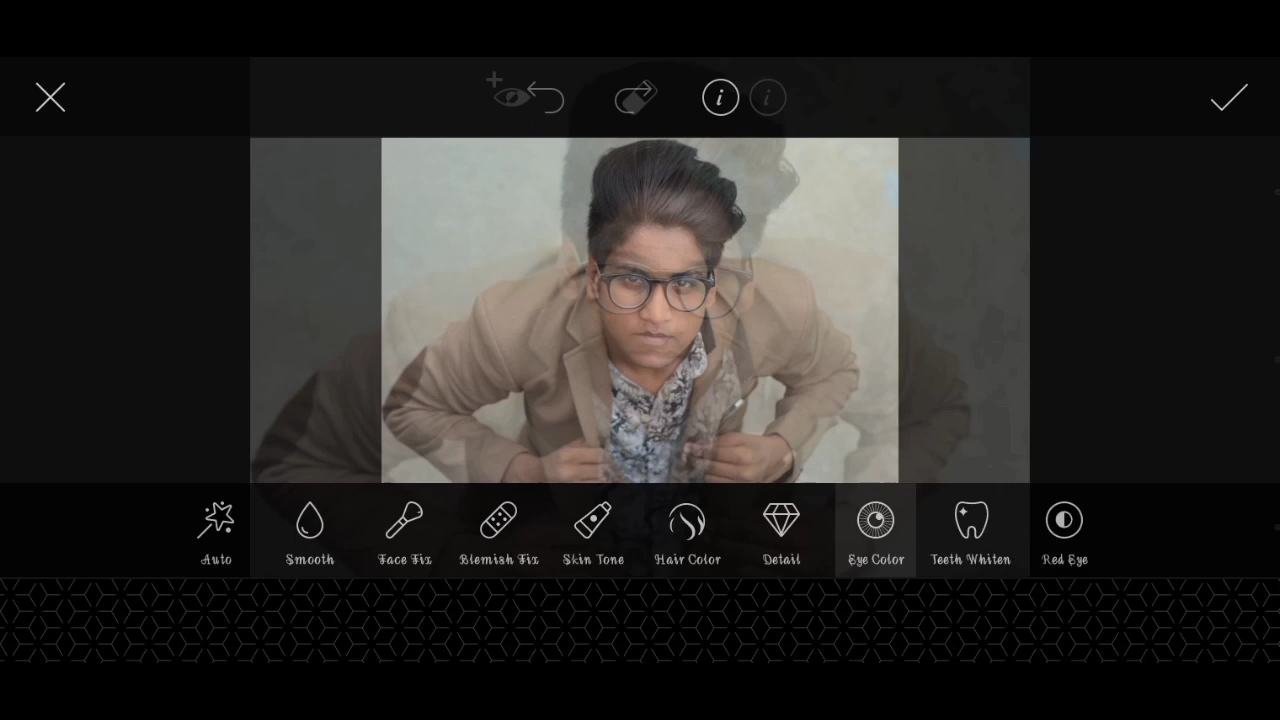 Auto
Smooth
Face Fix
Blemish Fix
Skin Tone
Hair Color
Detail
Eye Color
Teeth Whiten
Red Eye